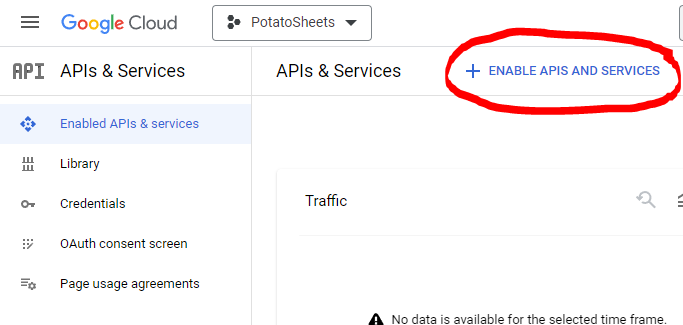 Google Cloud
PotatoSheets
API
APIs & Services
APIs & Services
+ ENABLE APIS AND SERVICES
Enabled APIs & services
Library
Credentials
OAuth consent screen
Page usage agreements
Traffic
No data is available for the selected time frame.